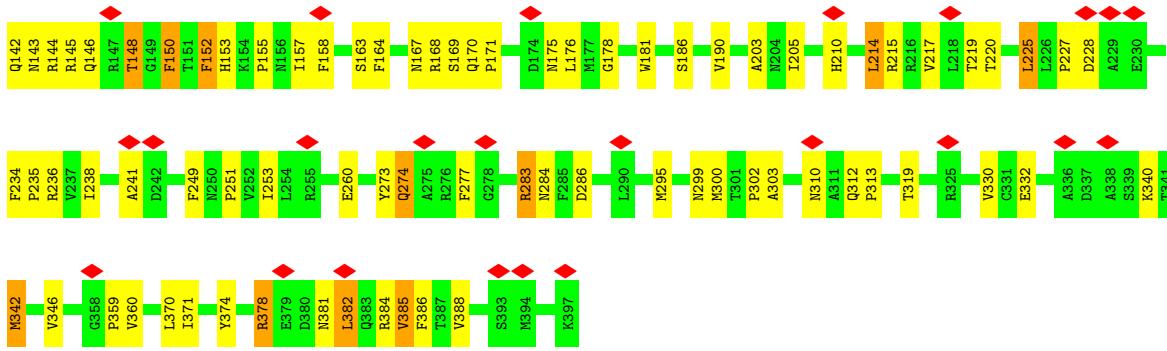 Q142 N143 R144 R145 Q146 R147 T148 G149 F150 T151 F152 H153 K154 P155 N156 I157 F158 S163 F164 N167 R168 S169 Q170 P171 D174 N175 L176 M177 G178 W181 S186 V190 A203 N204 I205 H210 L214 R215 R216 V217 L218 T219 T220 L225 L226 P227 D228 A229 E230
F234 P235 R236 V237 I238 A241 D242 F249 N250 P251 V252 I253 L254 R255 E260 Y273 Q274 A275 R276 F277 G278 R283 N284 F285 D286 L290 M295 N299 M300 T301 P302 A303 N310 A311 Q312 P313 T319 R325 V330 C331 E332 A336 D337 A338 S339 K340 T341
M342 V346 G358 P359 V360 L370 I371 Y374 R378 E379 D380 N381 L382 Q383 R384 V385 F386 T387 V388 S393 M394 K397